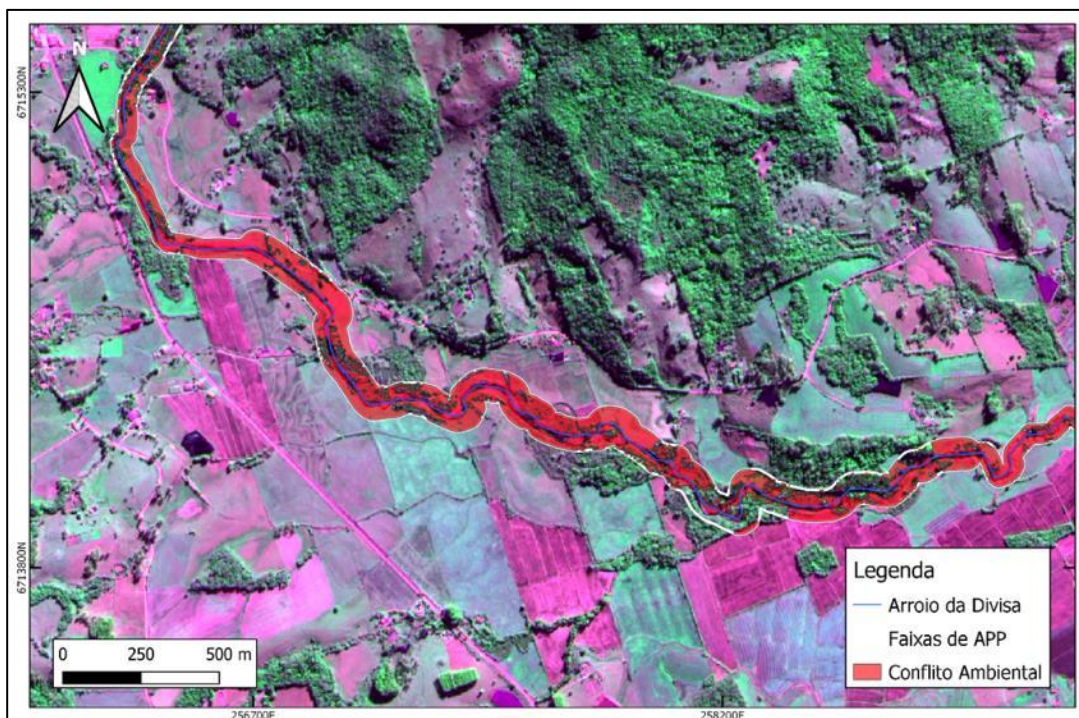 N
6715300N
6713800N
0 250 500 m
Legenda
Arroio da Divisa
Faixas de APP
Conflito Ambiental
256700E
258200E